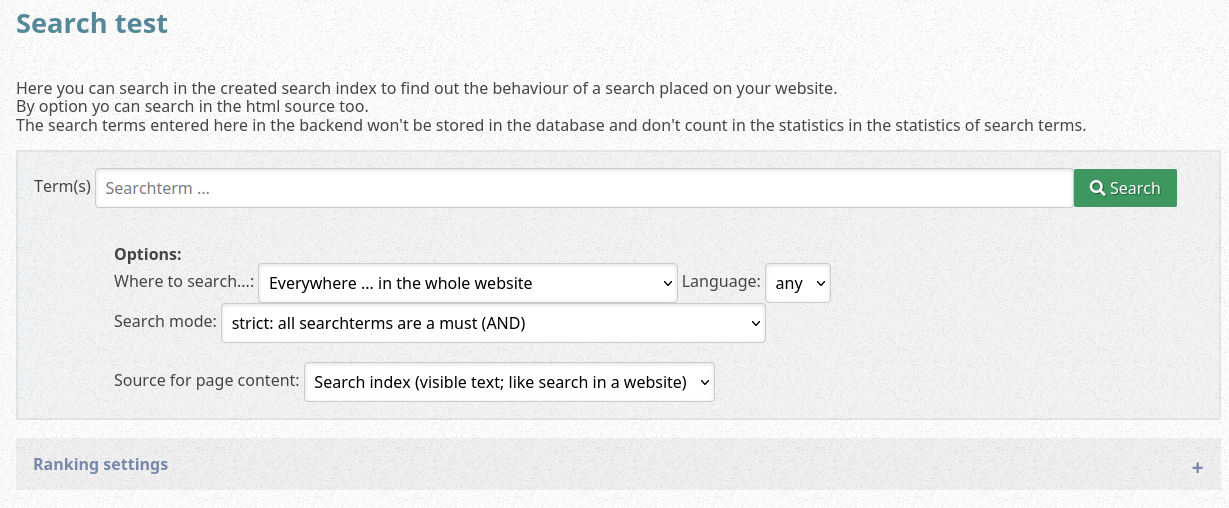 Search test
Here you can search in the created search index to find out the behaviour of a search placed on your website.
By option yo can search in the html source too.
The search terms entered here in the backend won't be stored in the database and don't count in the statistics in the statistics of search terms.
Term(s) Searchterm ... Search
Options:
Where to search...: Everywhere ... in the whole website Language: any
Search mode: strict: all searchterms are a must (AND)
Source for page content: Search index (visible text; like search in a website)
Ranking settings +